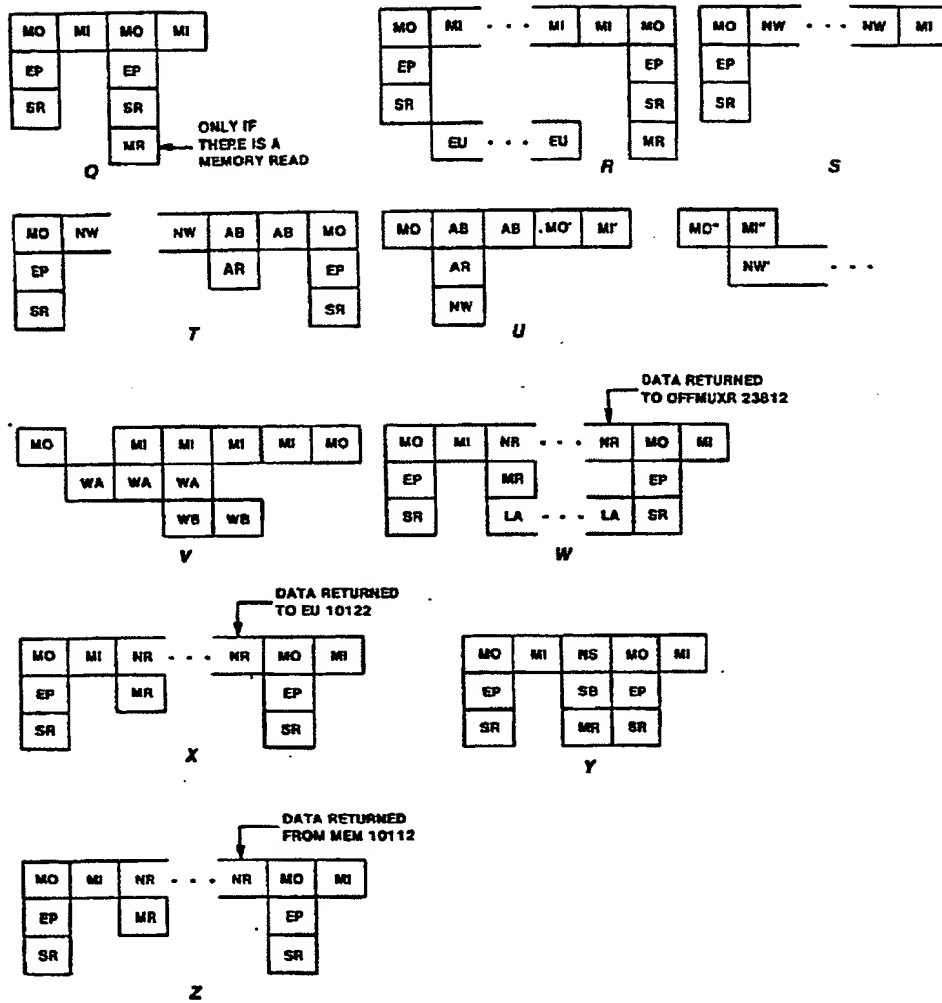 MO MI MO MI
EP EP
SR SR
MR
ONLY IF
THERE IS A
MEMORY READ
Q
MO MI · · · MI MI MO
EP EP
SR SR
EU · · · EU MR
R
MO NW · · · NW MI
EP
SR
S
MO NW NW AB AB MO
EP AR EP
SR SR
T
MO AB AB MO' MI'
AR
NW
U
MO" MI"
NW' · · ·
MO MI MI MI MI MO
WA WA WA
WB WB
V
DATA RETURNED
TO OFFMUXR 23812
MO MI NR · · · NR MO MI
EP MR EP
SR LA · · · LA SR
W
DATA RETURNED
TO EU 10122
MO MI NR · · · NR MO MI
EP MR EP
SR SR
X
MO MI NS MO MI
EP SB EP
SR MR SR
Y
DATA RETURNED
FROM MEM 10112
MO MI NR · · · NR MO MI
EP MR EP
SR SR
Z